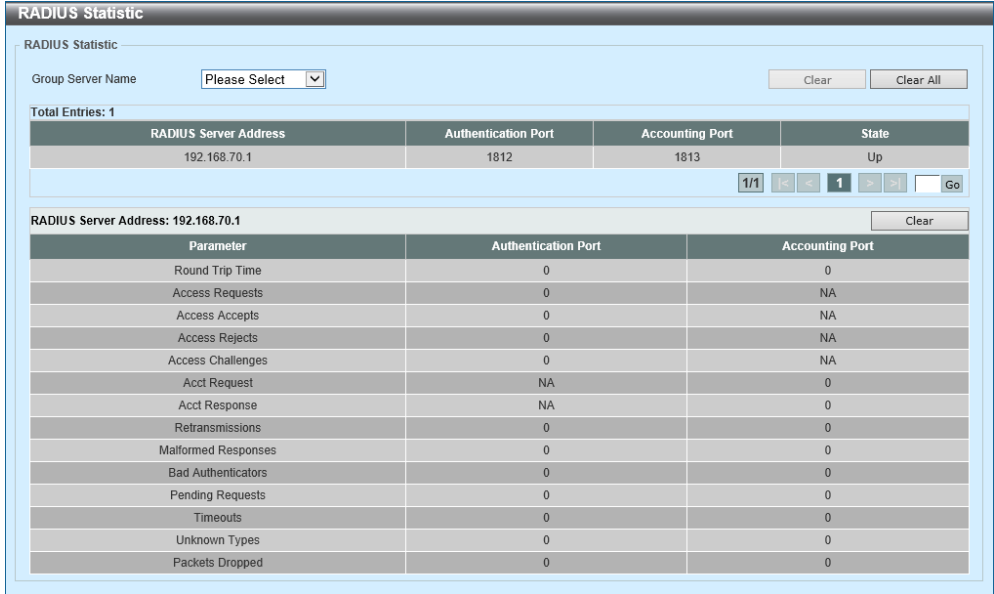 RADIUS Statistic
RADIUS Statistic
Group Server Name Please Select Clear Clear All
Total Entries: 1
RADIUS Server Address Authentication Port Accounting Port State
192.168.70.1 1812 1813 Up
1/1 |< < 1 > >| Go
RADIUS Server Address: 192.168.70.1 Clear
Parameter Authentication Port Accounting Port
Round Trip Time 0 0
Access Requests 0 NA
Access Accepts 0 NA
Access Rejects 0 NA
Access Challenges 0 NA
Acct Request NA 0
Acct Response NA 0
Retransmissions 0 0
Malformed Responses 0 0
Bad Authenticators 0 0
Pending Requests 0 0
Timeouts 0 0
Unknown Types 0 0
Packets Dropped 0 0